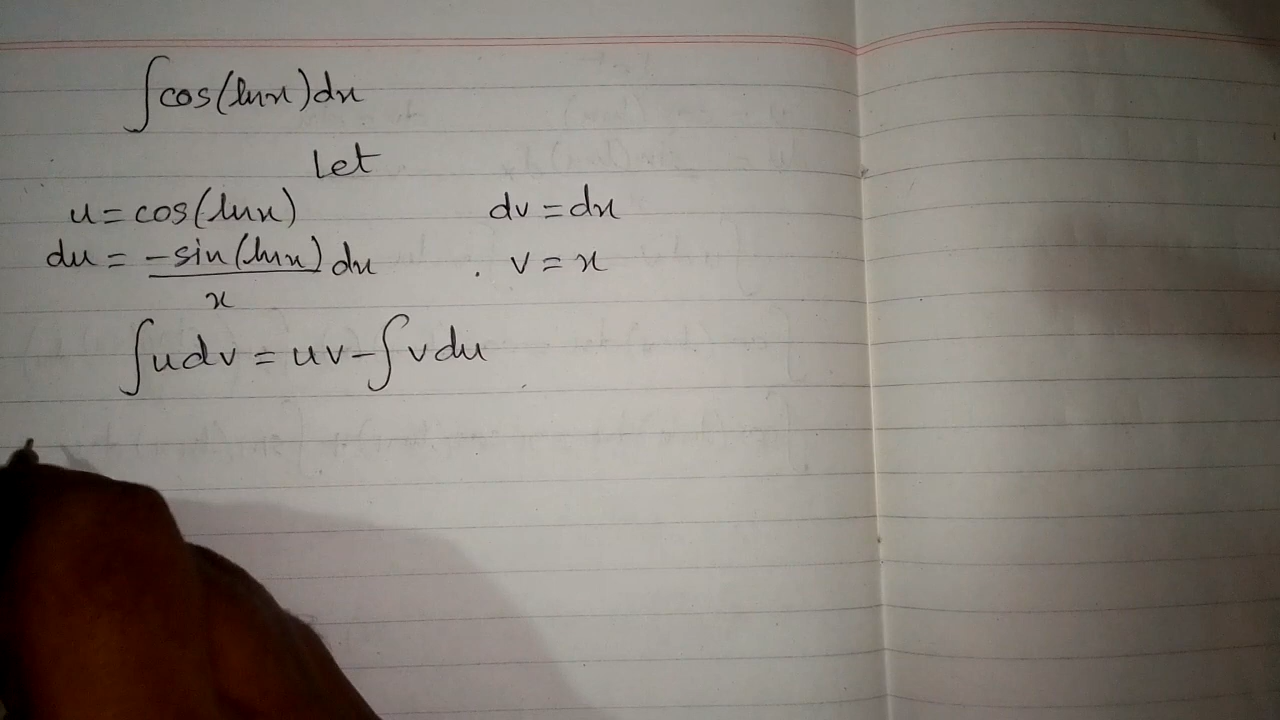 ∫cos(lnx)dx
Let
u = cos(lnx) dv = dx
du = -sin(lnx)/x dx . v = x
∫udv = uv - ∫vdu